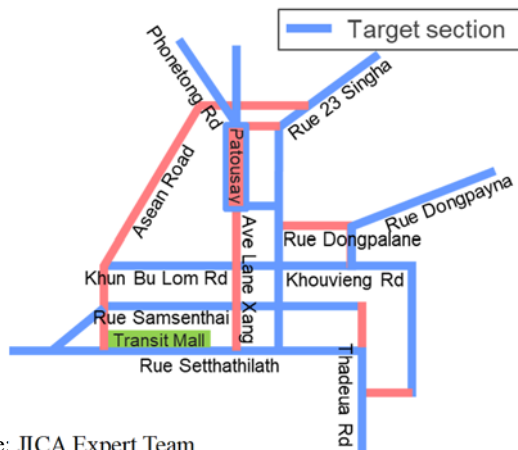 Target section
Phonetong Rd
Rue 23 Singha
Patousay
Asean Road
Ave Lane Xang
Rue Dongpayna
Rue Dongpalane
Khun Bu Lom Rd
Khouvieng Rd
Rue Samsenthai
Transit Mall
Rue Setthathilath
Thadeua Rd
e: JICA Expert Team